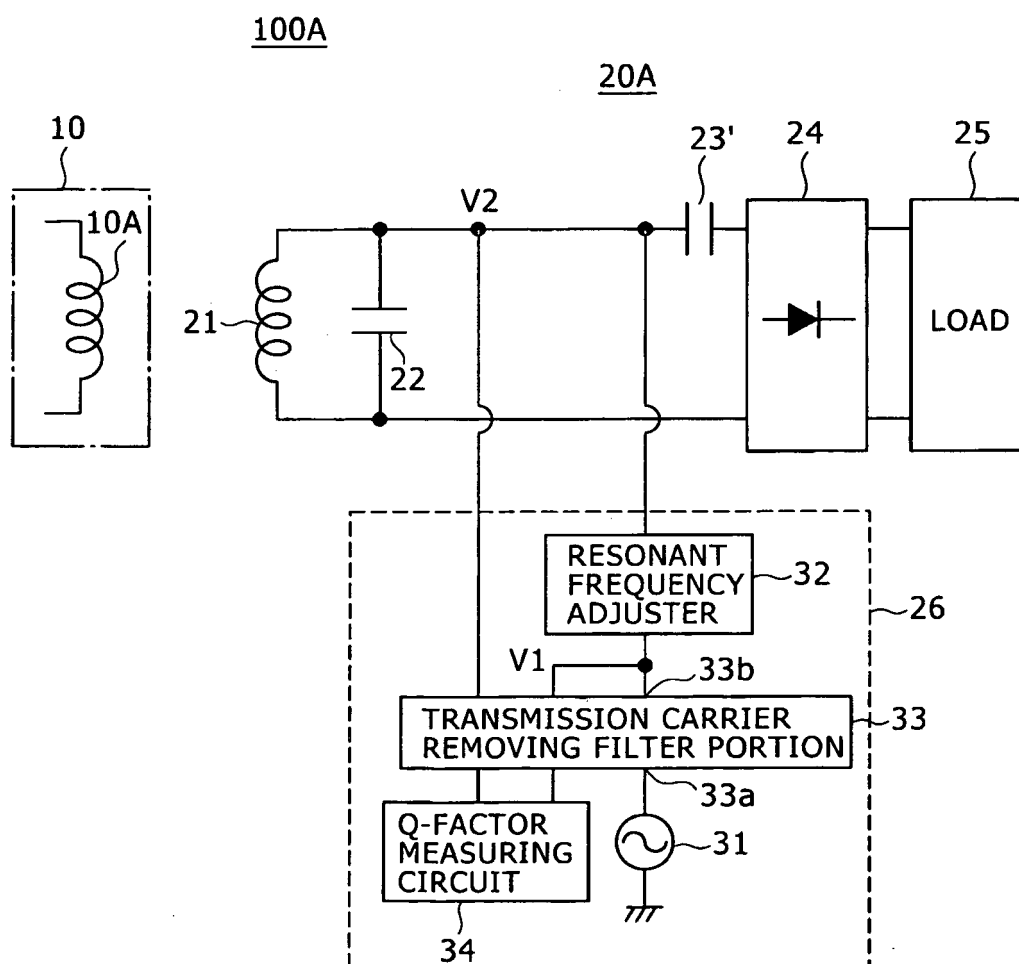 100A
20A
10
23'
24
25
V2
10A
21
22
LOAD
RESONANT
FREQUENCY
ADJUSTER
32
26
V1
33b
TRANSMISSION CARRIER
REMOVING FILTER PORTION
33
33a
Q-FACTOR
MEASURING
CIRCUIT
31
34